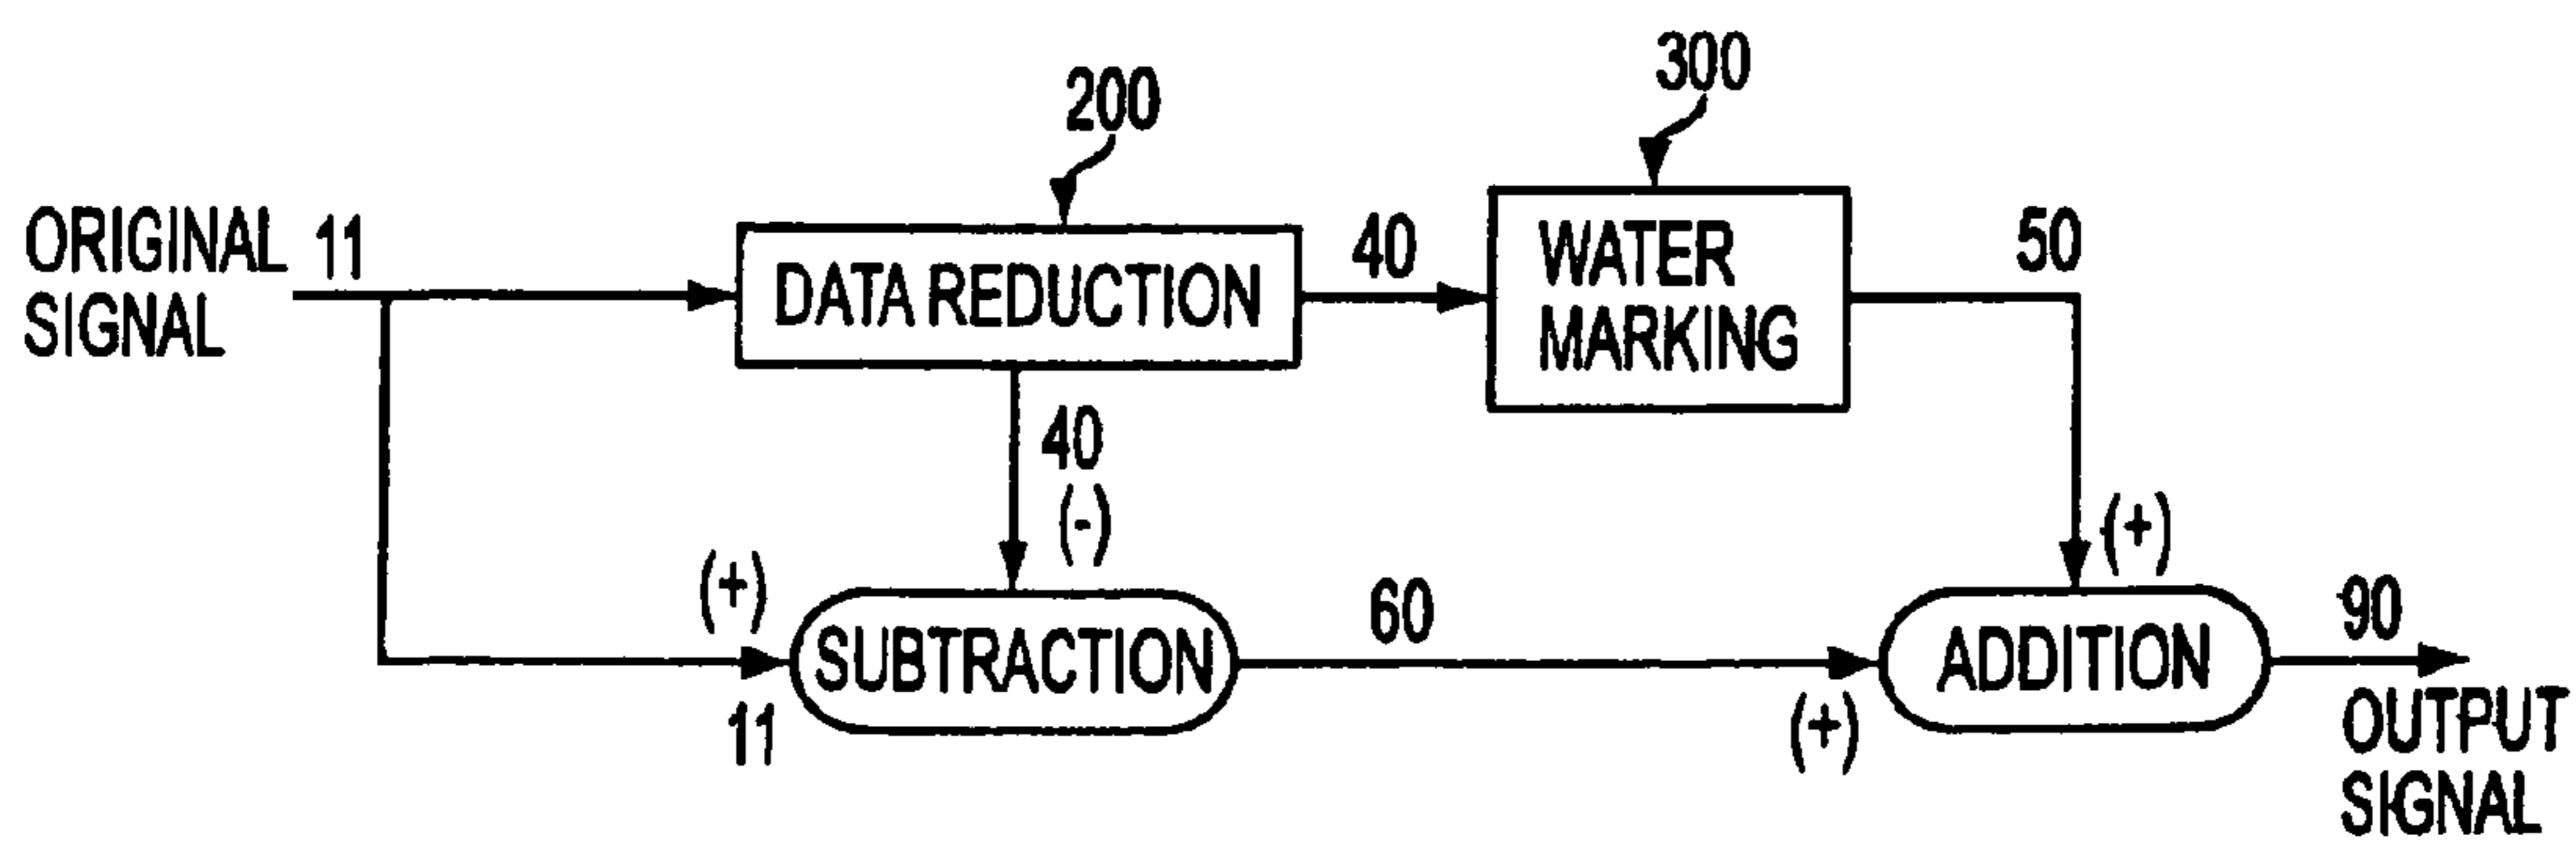 300
200
ORIGINAL 11
SIGNAL
DATA REDUCTION
40
WATER
MARKING
50
40
(-)
(+)
(+)
SUBTRACTION
11
60
(+)
ADDITION
90
OUTPUT
SIGNAL